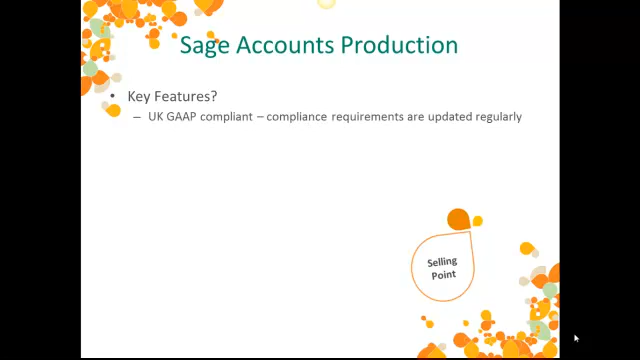 Sage Accounts Production
• Key Features?
– UK GAAP compliant – compliance requirements are updated regularly
Selling
Point